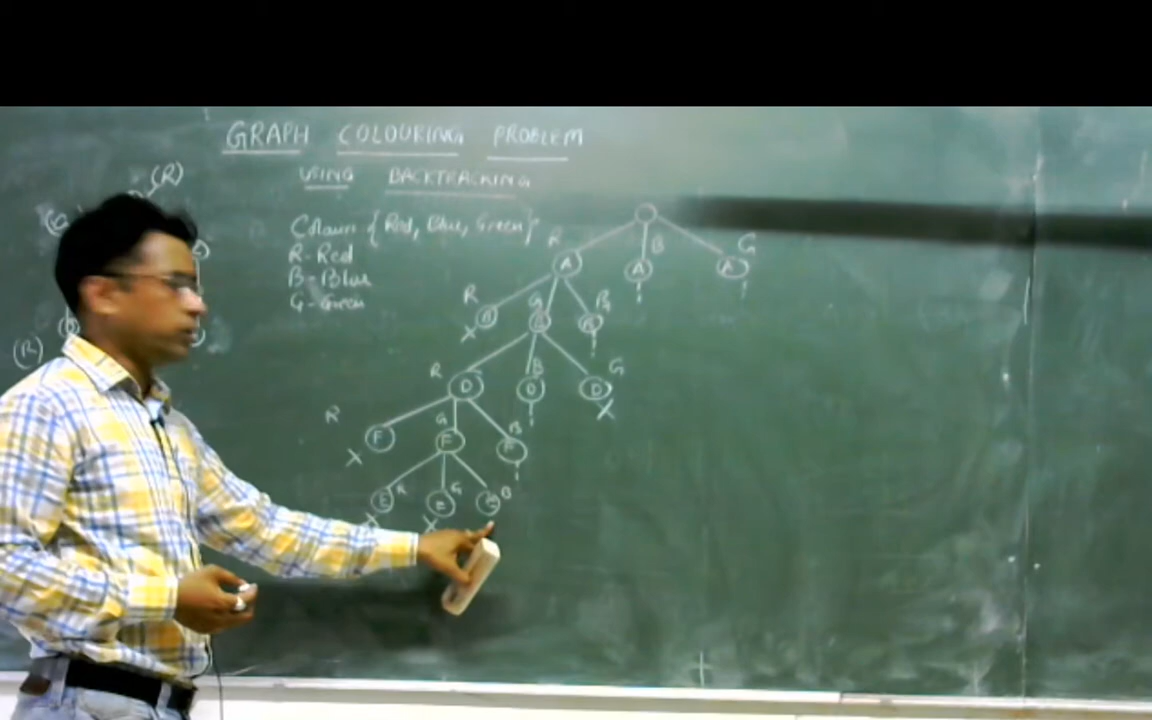 GRAPH COLOURING PROBLEM
USING BACKTRACKING
(R)
Colours {Red, Blue, Green}
R - Red
B - Blue
G - Green
(R)
R B G
A A A
R G B
R B G
D D D
R G B
F F F
R G B
E E E